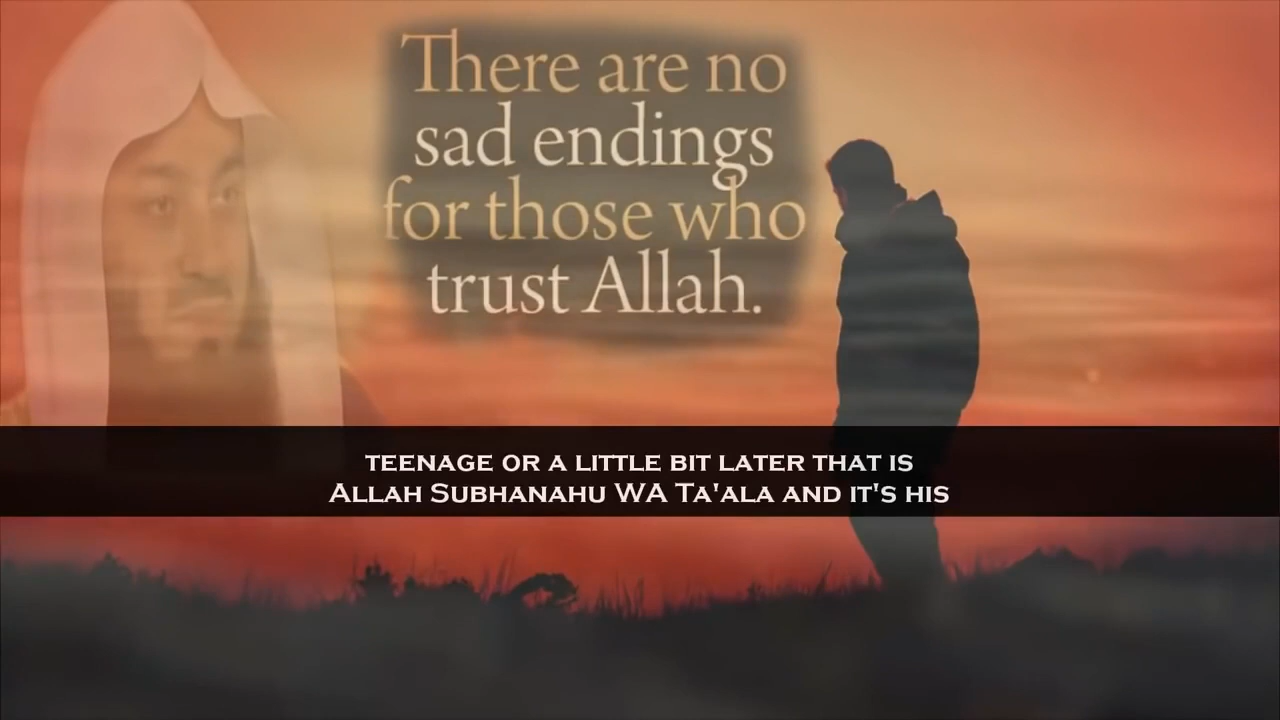 There are no
sad endings
for those who
trust Allah.
TEENAGE OR A LITTLE BIT LATER THAT IS
ALLAH SUBHANAHU WA TA'ALA AND IT'S HIS